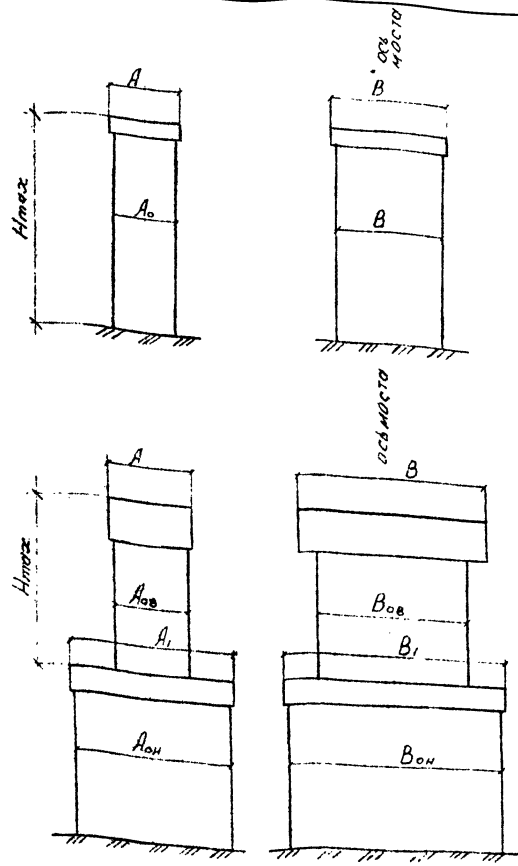 ось
моста
A
B
Hmax
A₀
B
ось моста
A
B
Hmax
Aов
Bов
A₁
B₁
Aон
Bон